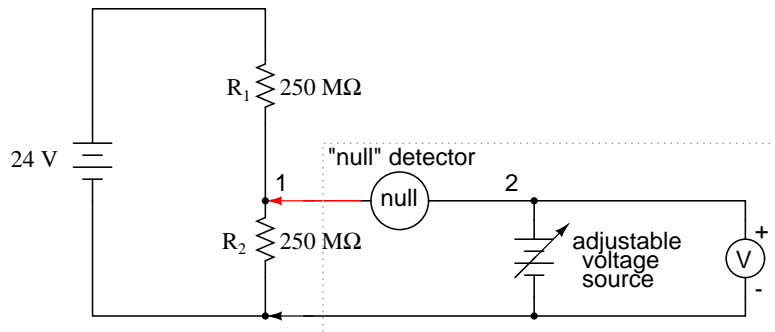 R1 250 MΩ
24 V
"null" detector
1
null
2
R2 250 MΩ
adjustable
voltage
source
+
V
-